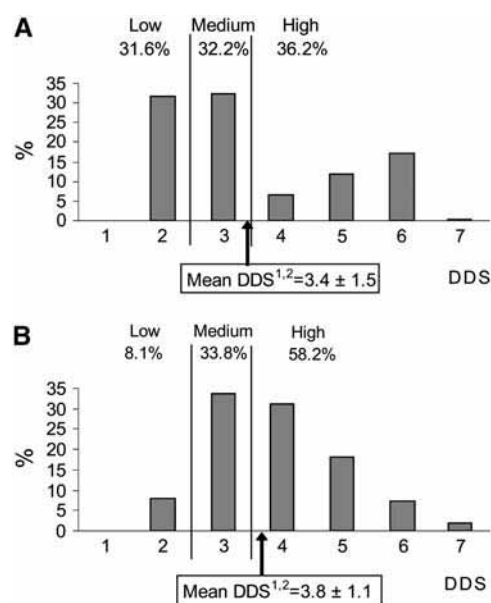 A
Low Medium High
31.6% 32.2% 36.2%
35
30
25
20
15
10
5
0
%
1 2 3 4 5 6 7
Mean DDS1,2=3.4 ± 1.5
DDS
B
Low Medium High
8.1% 33.8% 58.2%
35
30
25
20
15
10
5
0
%
1 2 3 4 5 6 7
Mean DDS1,2=3.8 ± 1.1
DDS